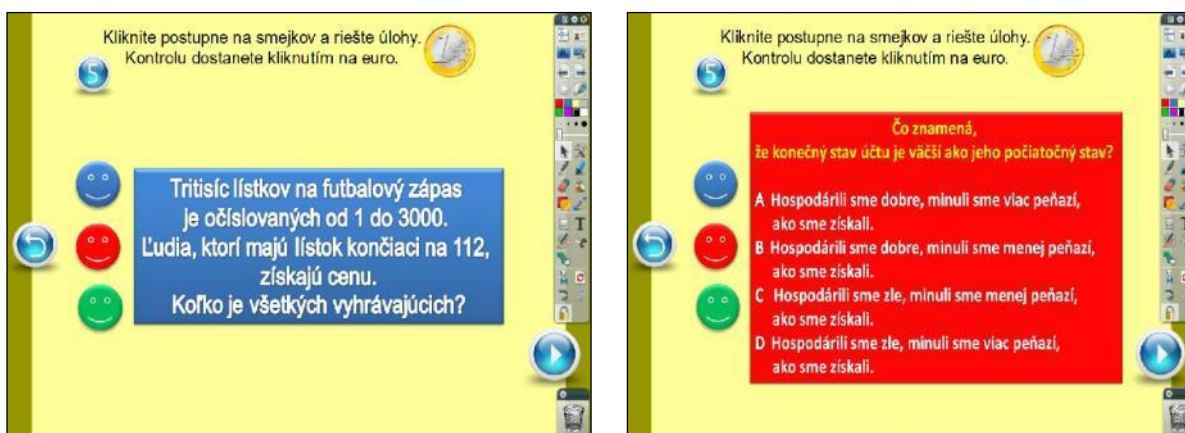 Kliknite postupne na smejkov a riešte úlohy.
Kontrolu dostanete kliknutím na euro.
5
Tritisíc lístkov na futbalový zápas
je očíslovaných od 1 do 3000.
Ľudia, ktorí majú lístok končiaci na 112,
získajú cenu.
Koľko je všetkých vyhrávajúcich?
Kliknite postupne na smejkov a riešte úlohy.
Kontrolu dostanete kliknutím na euro.
5
Čo znamená,
že konečný stav účtu je väčší ako jeho počiatočný stav?
A Hospodárili sme dobre, minuli sme viac peňazí,
ako sme získali.
B Hospodárili sme dobre, minuli sme menej peňazí,
ako sme získali.
C Hospodárili sme zle, minuli sme menej peňazí,
ako sme získali.
D Hospodárili sme zle, minuli sme viac peňazí,
ako sme získali.